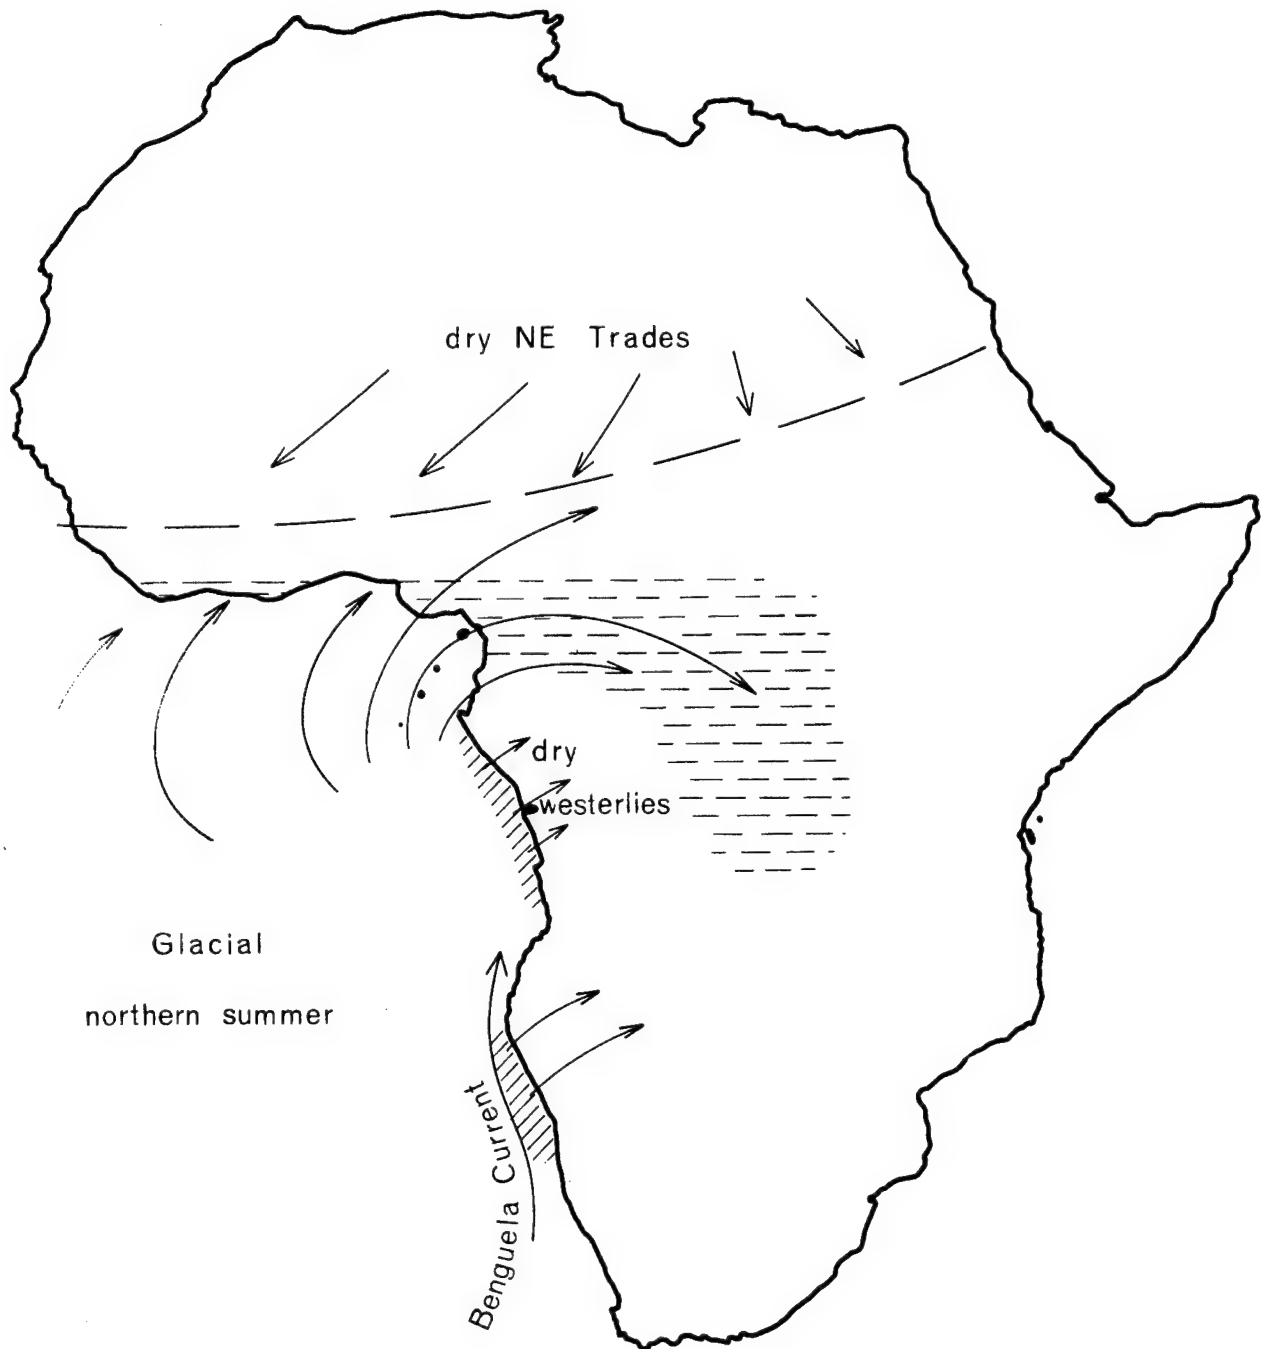 dry NE Trades
dry
westerlies
Glacial
northern summer
Benguela Current